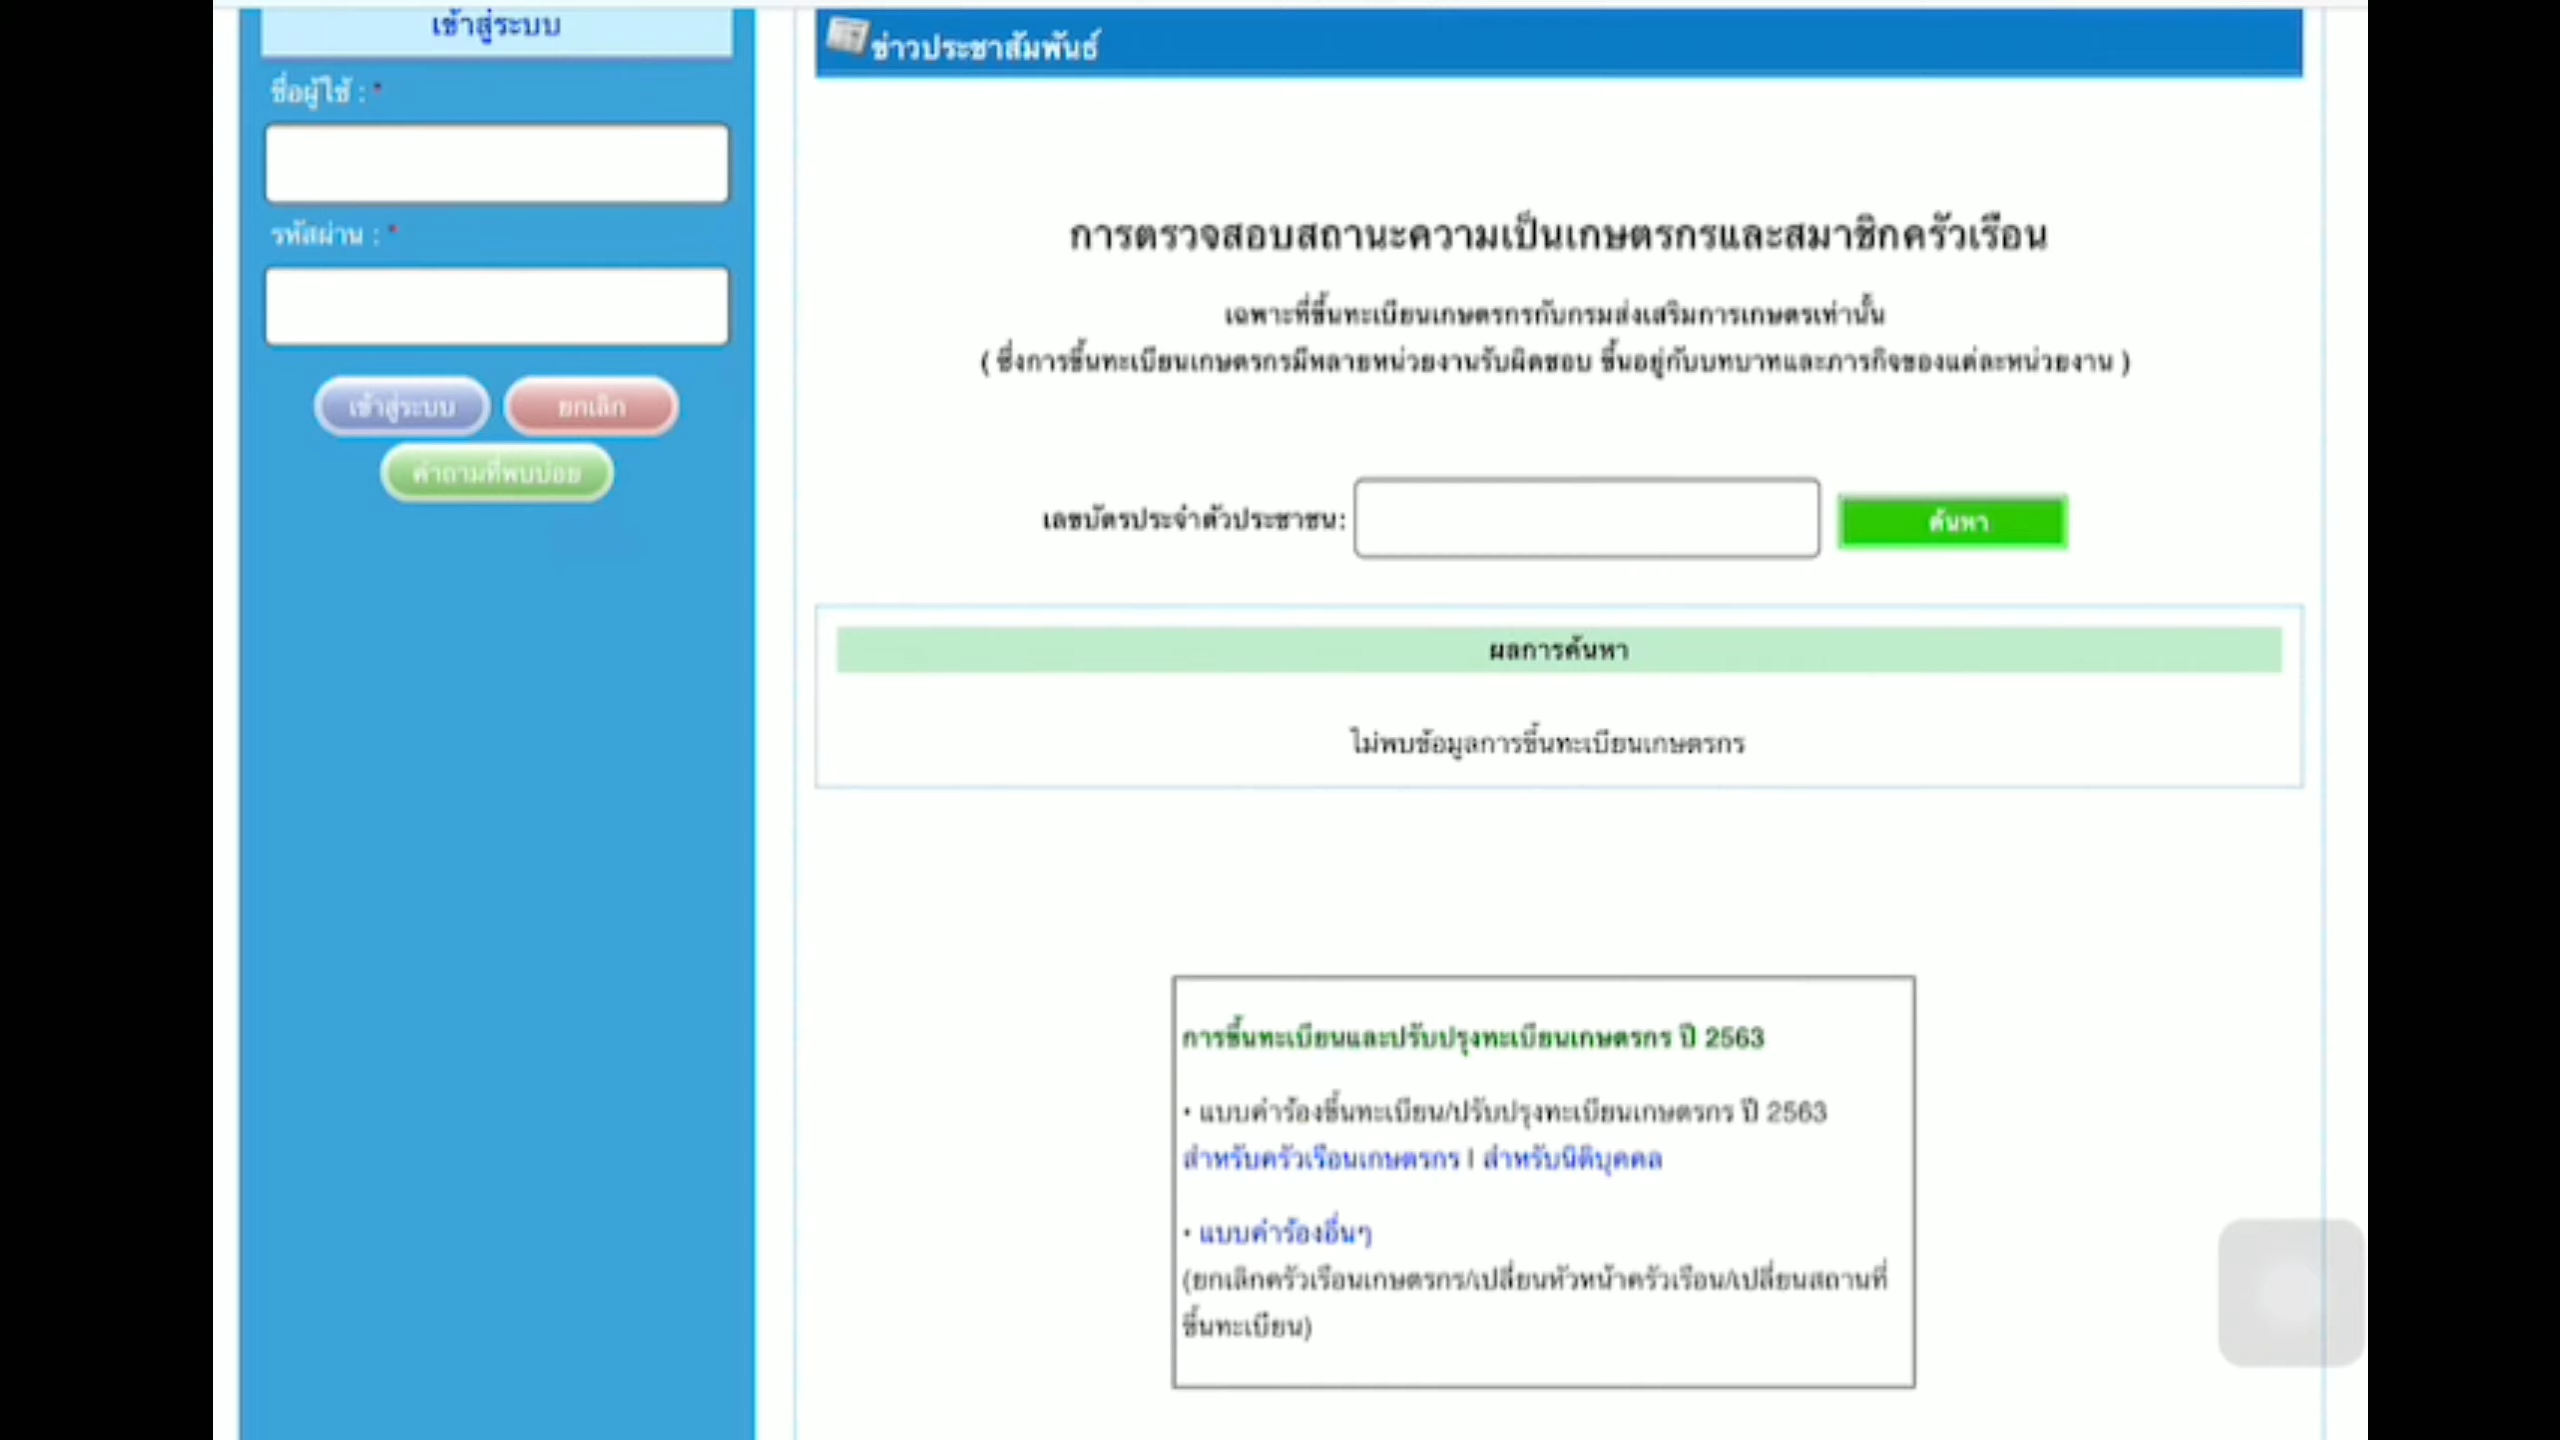 เข้าสู่ระบบ
ชื่อผู้ใช้ : *
รหัสผ่าน : *
เข้าสู่ระบบ
ยกเลิก
คำถามที่พบบ่อย
ข่าวประชาสัมพันธ์
การตรวจสอบสถานะความเป็นเกษตรกรและสมาชิกครัวเรือน
เฉพาะที่ขึ้นทะเบียนเกษตรกรกับกรมส่งเสริมการเกษตรเท่านั้น
( ซึ่งการขึ้นทะเบียนเกษตรกรมีหลายหน่วยงานรับผิดชอบ ขึ้นอยู่กับบทบาทและภารกิจของแต่ละหน่วยงาน )
เลขบัตรประจำตัวประชาชน:
ค้นหา
ผลการค้นหา
ไม่พบข้อมูลการขึ้นทะเบียนเกษตรกร
การขึ้นทะเบียนและปรับปรุงทะเบียนเกษตรกร ปี 2563
• แบบคำร้องขึ้นทะเบียน/ปรับปรุงทะเบียนเกษตรกร ปี 2563
สำหรับครัวเรือนเกษตรกร | สำหรับนิติบุคคล
• แบบคำร้องอื่นๆ
(ยกเลิกครัวเรือนเกษตรกร/เปลี่ยนหัวหน้าครัวเรือน/เปลี่ยนสถานที่
ขึ้นทะเบียน)